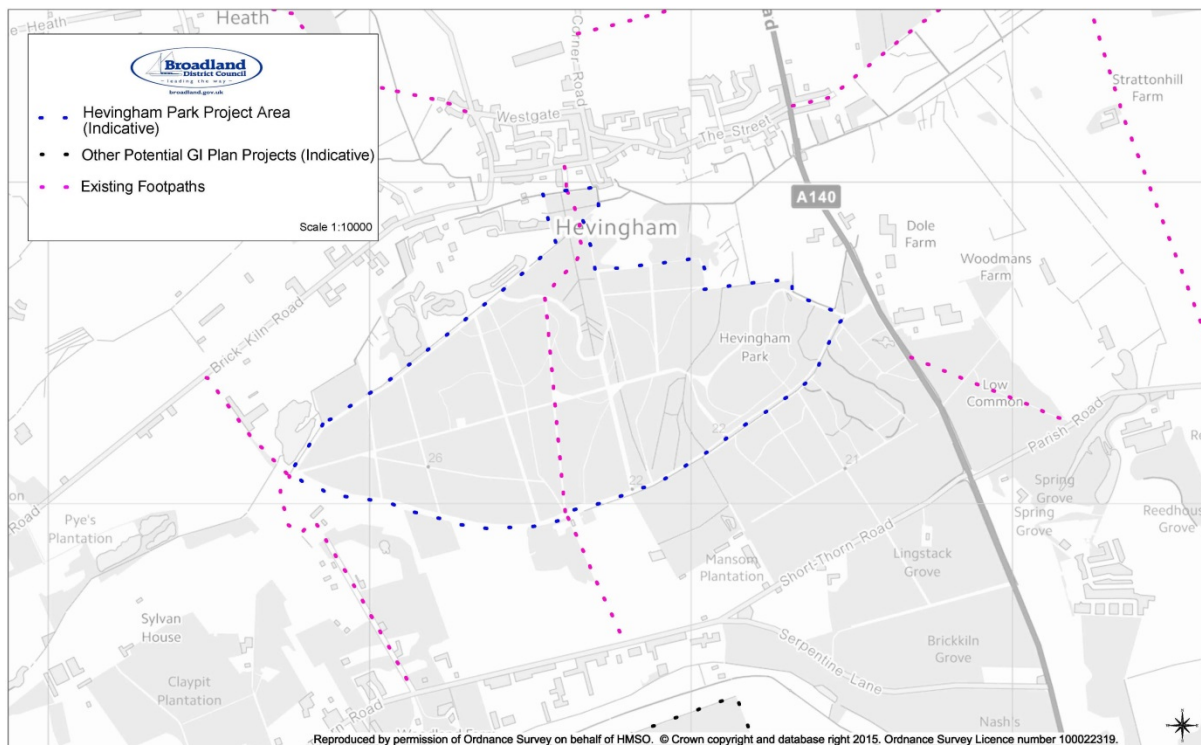 Heath
Heath
Broadland
District Council
leading the way
broadland.gov.uk
Hevingham Park Project Area
(Indicative)
Other Potential GI Plan Projects (Indicative)
Existing Footpaths
Scale 1:10000
Corner Road
Westgate
The Street
ad
Strattonhill
Farm
A140
Hevingham
Dole
Farm
Woodmans
Farm
Brick-Kiln-Road
Hevingham
Park
Low
Common
Parish-Road
22
26
21
22
Road
Pye's
Plantation
Spring
Grove
Spring
Grove
Reedhous
Grove
Mansom
Plantation
Short-Thorn-Road
Lingstack
Grove
Sylvan
House
Brickkiln
Grove
Claypit
Plantation
Serpentine-Lane
Nash's
Reproduced by permission of Ordnance Survey on behalf of HMSO. © Crown copyright and database right 2015. Ordnance Survey Licence number 100022319.